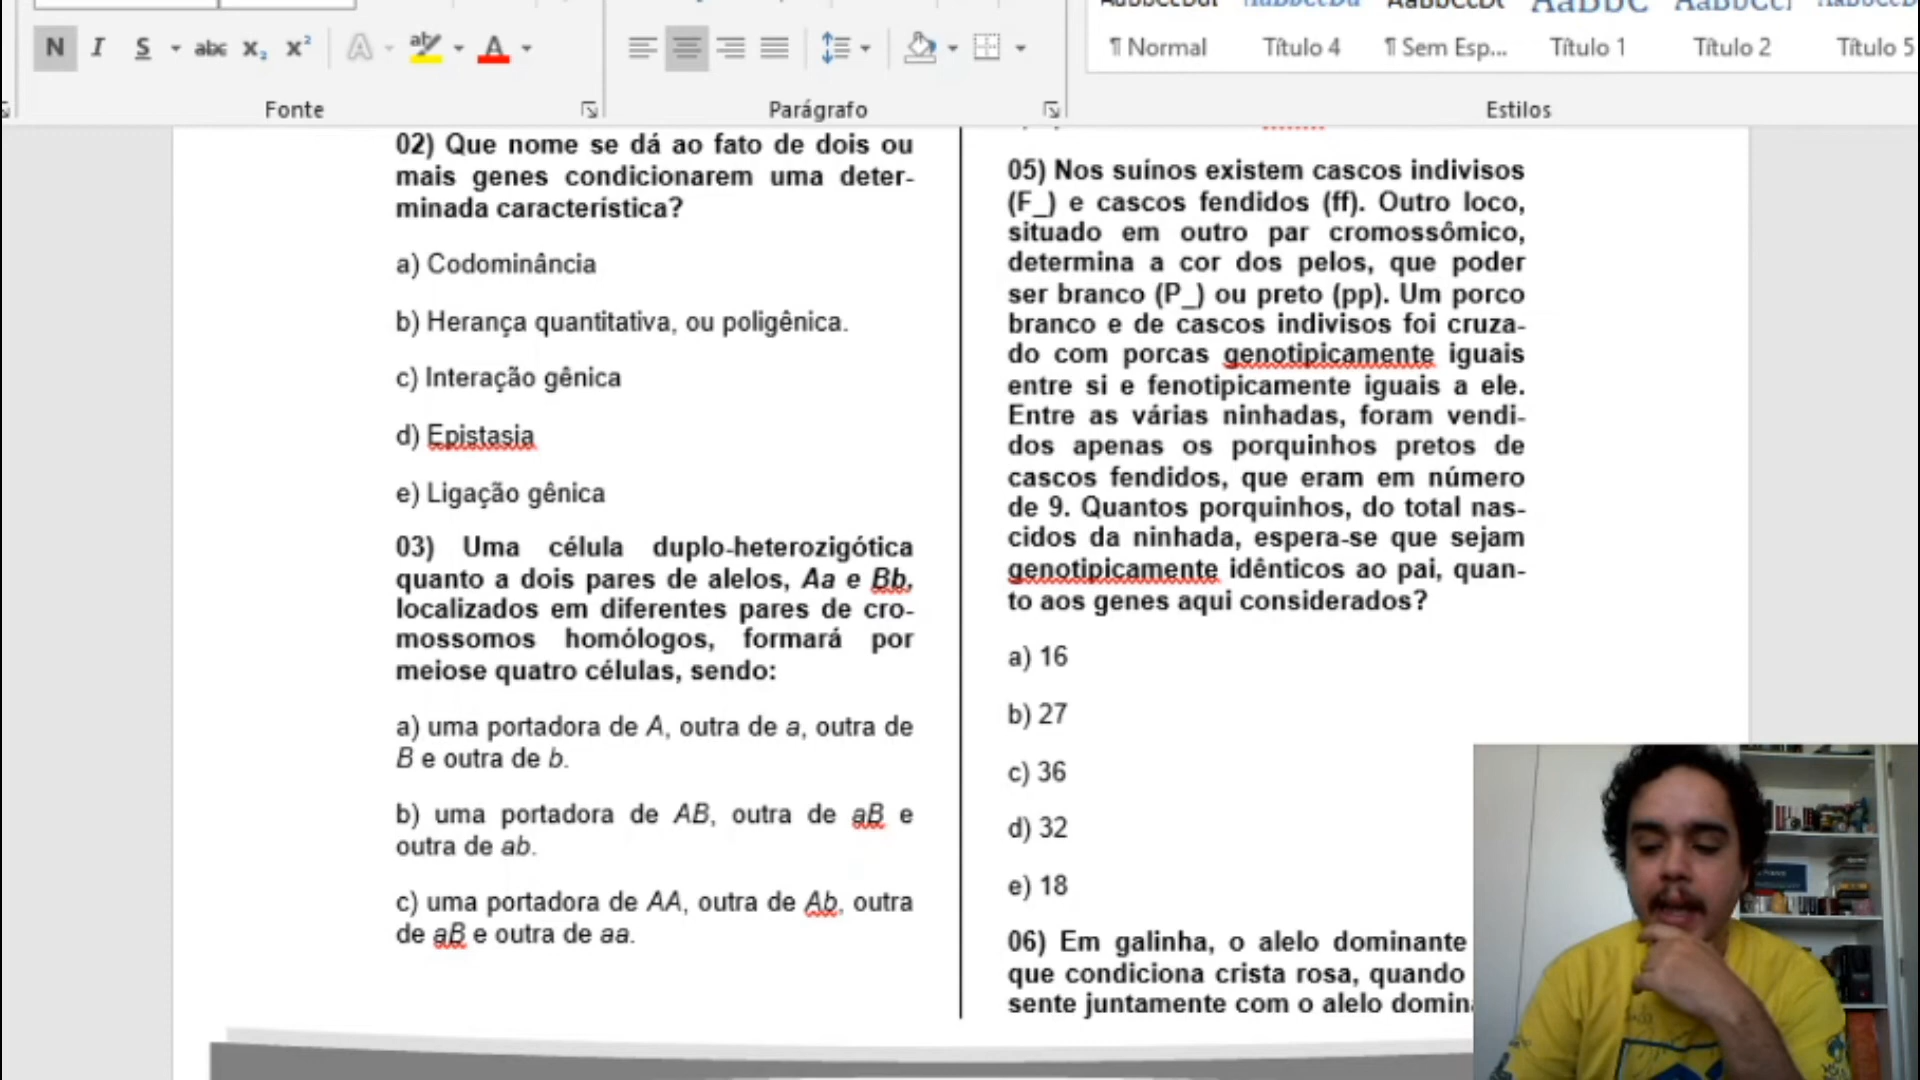 N I S abc X₂ X² A aby A
AaBbC
¶ Normal Título 4 ¶ Sem Esp... Título 1 Título 2 Título 5
Fonte Parágrafo Estilos
02) Que nome se dá ao fato de dois ou
mais genes condicionarem uma deter-
minada característica?
a) Codominância
b) Herança quantitativa, ou poligênica.
c) Interação gênica
d) Epistasia
e) Ligação gênica
03) Uma célula duplo-heterozigótica
quanto a dois pares de alelos, Aa e Bb,
localizados em diferentes pares de cro-
mossomos homólogos, formará por
meiose quatro células, sendo:
a) uma portadora de A, outra de a, outra de
B e outra de b.
b) uma portadora de AB, outra de aB e
outra de ab.
c) uma portadora de AA, outra de Ab, outra
de aB e outra de aa.
05) Nos suínos existem cascos indivisos
(F_) e cascos fendidos (ff). Outro loco,
situado em outro par cromossômico,
determina a cor dos pelos, que poder
ser branco (P_) ou preto (pp). Um porco
branco e de cascos indivisos foi cruza-
do com porcas genotipicamente iguais
entre si e fenotipicamente iguais a ele.
Entre as várias ninhadas, foram vendi-
dos apenas os porquinhos pretos de
cascos fendidos, que eram em número
de 9. Quantos porquinhos, do total nas-
cidos da ninhada, espera-se que sejam
genotipicamente idênticos ao pai, quan-
to aos genes aqui considerados?
a) 16
b) 27
c) 36
d) 32
e) 18
06) Em galinha, o alelo dominante
que condiciona crista rosa, quando
sente juntamente com o alelo domin